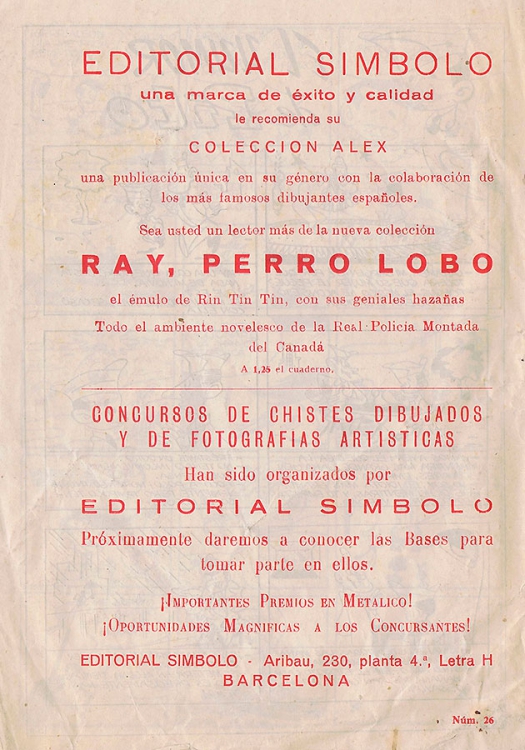 EDITORIAL SIMBOLO
una marca de éxito y calidad
le recomienda su
COLECCION ALEX
una publicación única en su género con la colaboración de
los más famosos dibujantes españoles.
Sea usted un lector más de la nueva colección
RAY, PERRO LOBO
el émulo de Rin Tin Tin, con sus geniales hazañas
Todo el ambiente novelesco de la Real Policía Montada
del Canadá
A 1,25 el cuaderno.
CONCURSOS DE CHISTES DIBUJADOS
Y DE FOTOGRAFIAS ARTISTICAS
Han sido organizados por
EDITORIAL SIMBOLO
Próximamente daremos a conocer las Bases para
tomar parte en ellos.
¡IMPORTANTES PREMIOS EN METALICO!
¡OPORTUNIDADES MAGNIFICAS A LOS CONCURSANTES!
EDITORIAL SIMBOLO - Aribau, 230, planta 4.ª, Letra H
BARCELONA
Núm. 26